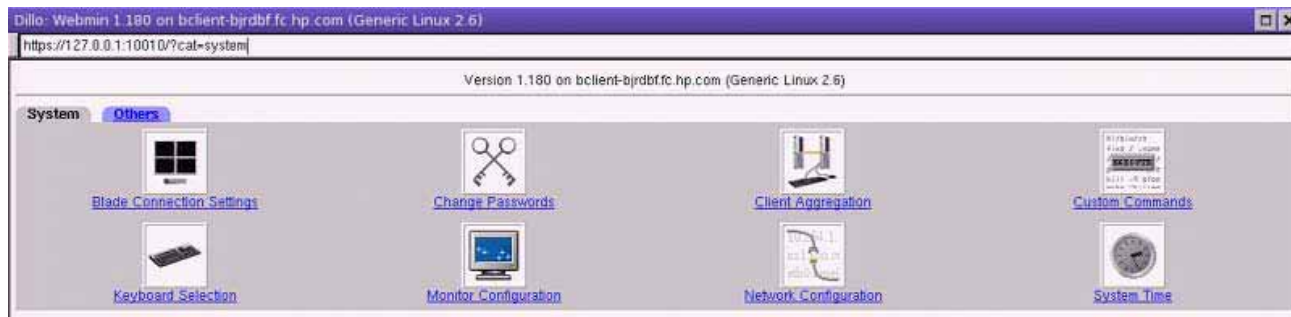 Dillo: Webmin 1.180 on bclient-bjrdbf.fc.hp.com (Generic Linux 2.6)
https://127.0.0.1:10010/?cat=system
Version 1.180 on bclient-bjrdbf.fc.hp.com (Generic Linux 2.6)
System Others
Blade Connection Settings Change Passwords Client Aggregation Custom Commands
Keyboard Selection Monitor Configuration Network Configuration System Time